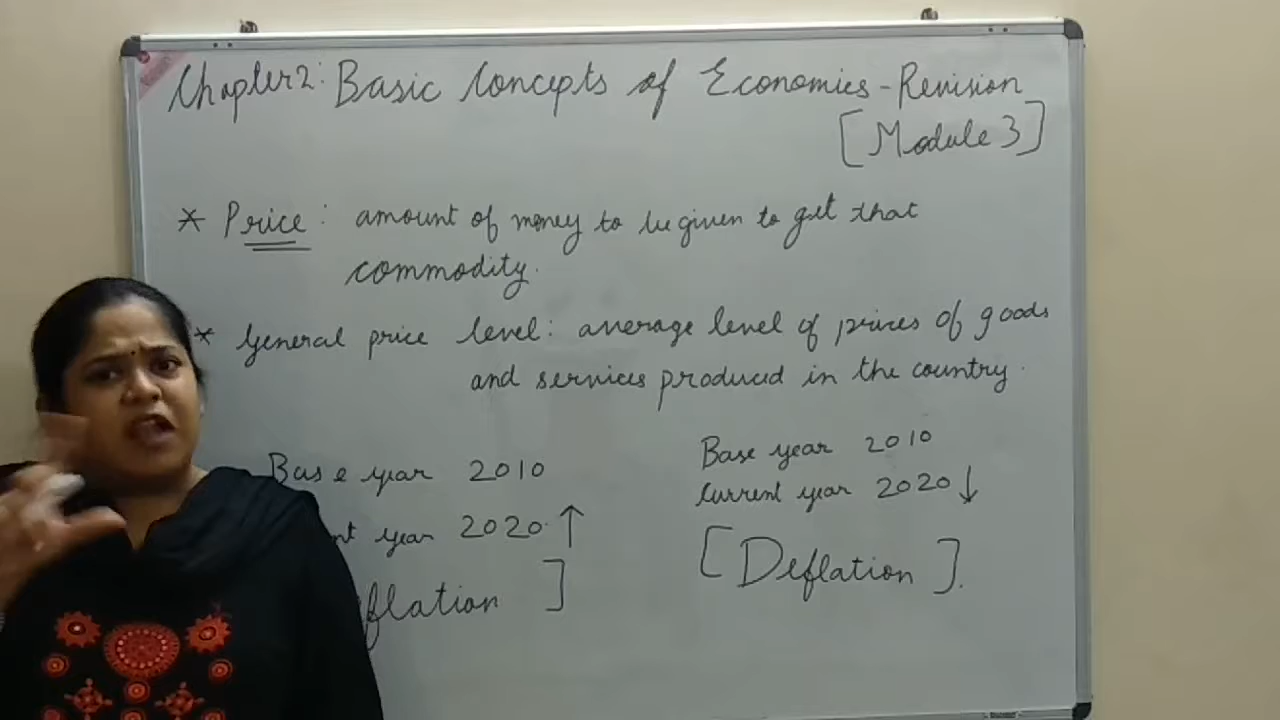 Chapter 2: Basic Concepts of Economics - Revision
[Module 3]
* Price: amount of money to be given to get that
commodity.
* General price level: average level of prices of goods
and services produced in the country.
Base year 2010
nt year 2020 ↑
flation ]
Base year 2010
Current year 2020 ↓
[Deflation].